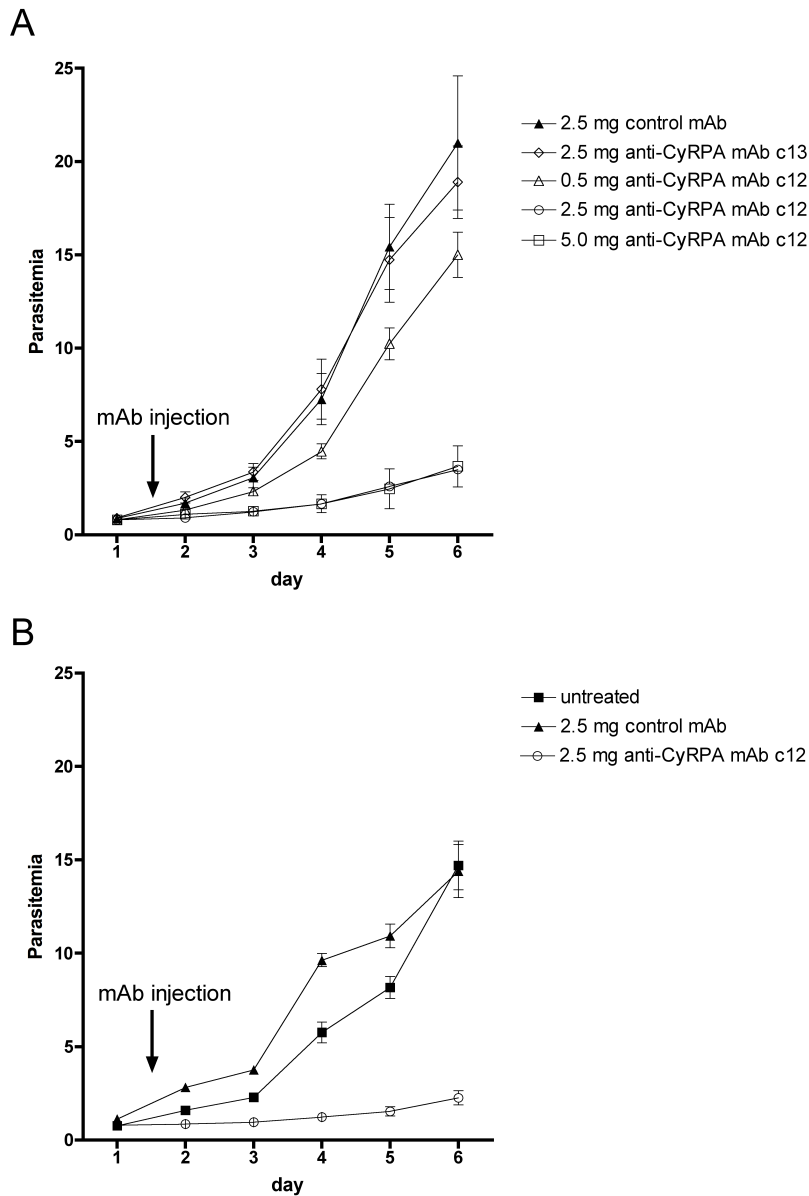 A
25
20
15
10
5
0
Parasitemia
mAb injection
1 2 3 4 5 6
day
2.5 mg control mAb
2.5 mg anti-CyRPA mAb c13
0.5 mg anti-CyRPA mAb c12
2.5 mg anti-CyRPA mAb c12
5.0 mg anti-CyRPA mAb c12
B
25
20
15
10
5
0
Parasitemia
mAb injection
1 2 3 4 5 6
day
untreated
2.5 mg control mAb
2.5 mg anti-CyRPA mAb c12